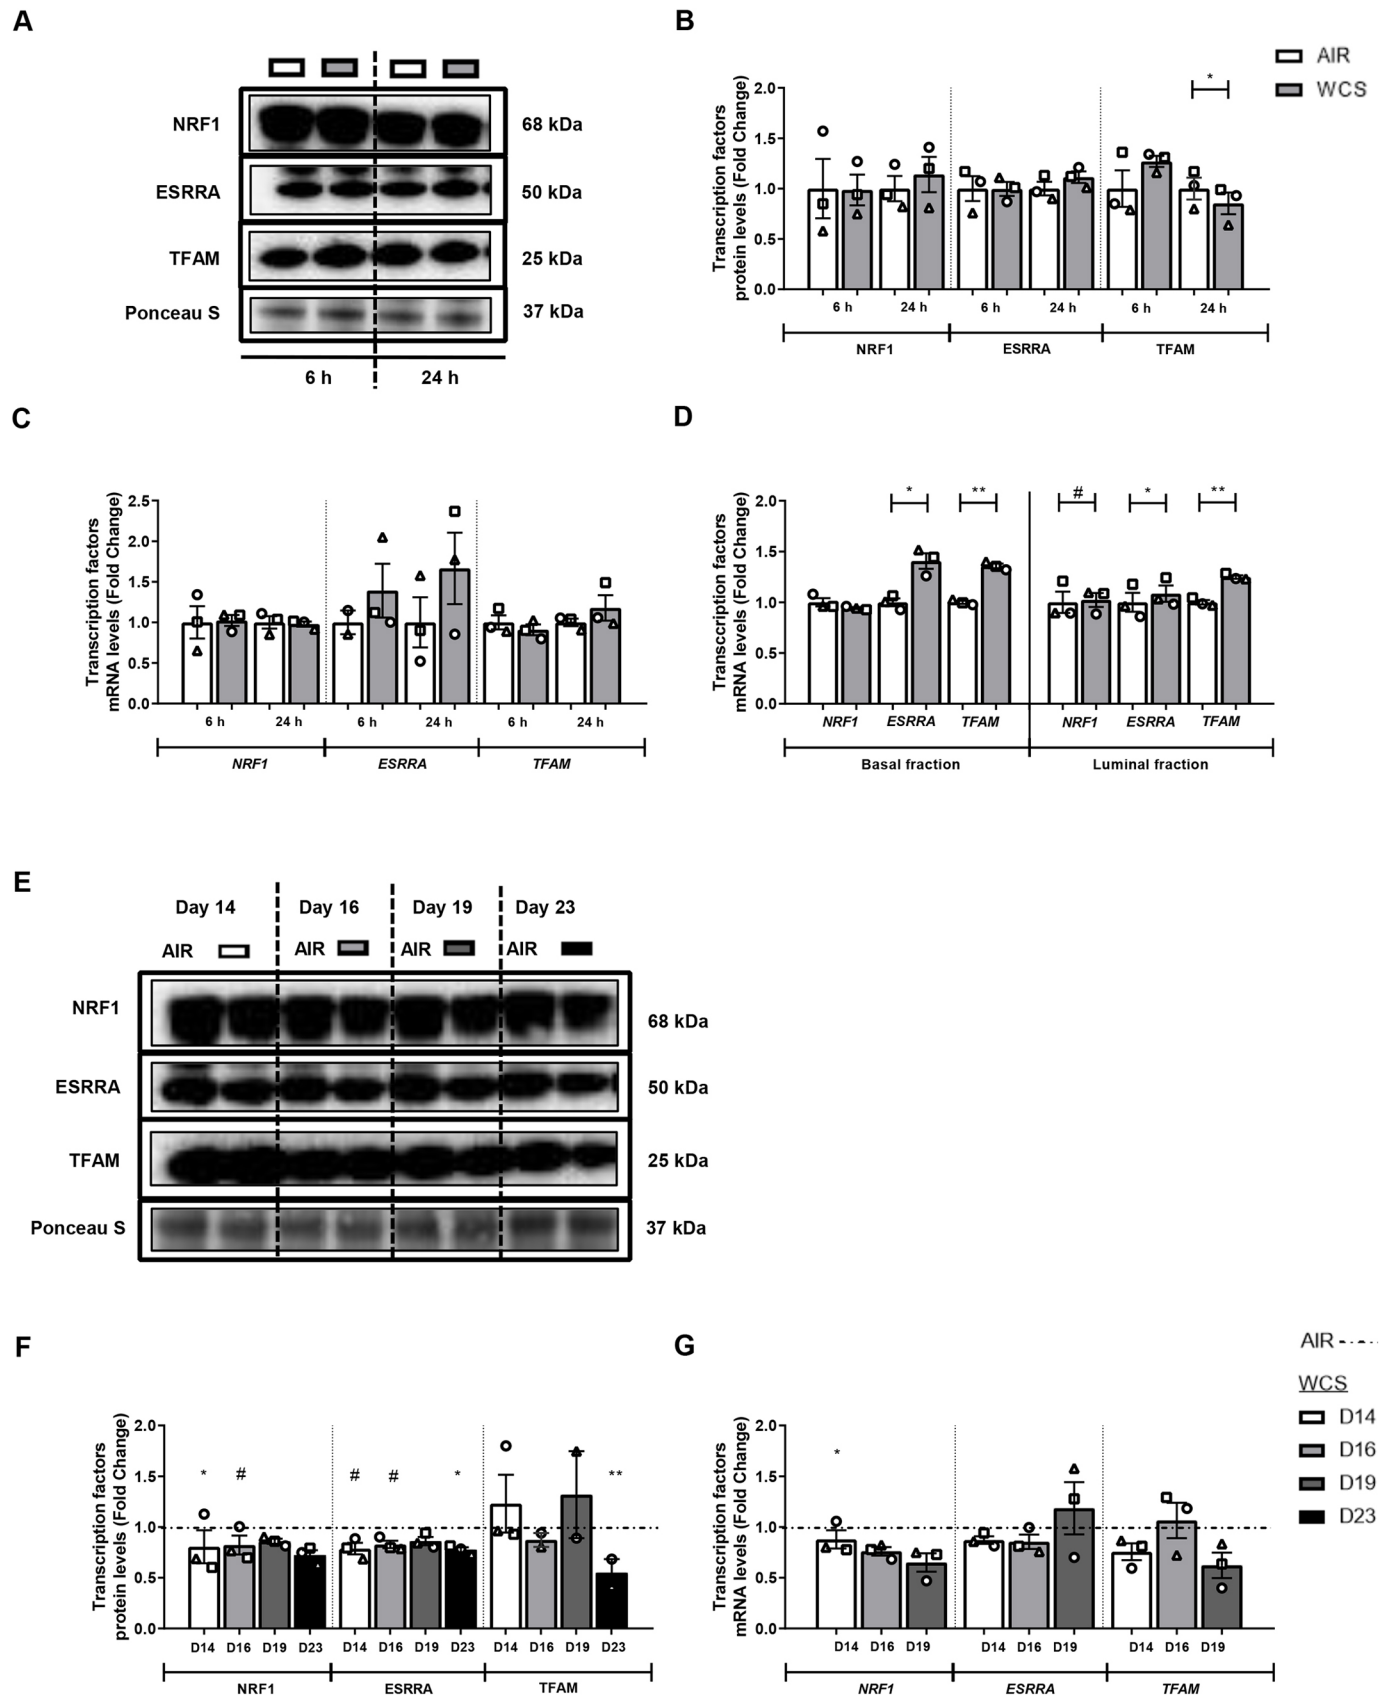 A
NRF1
68 kDa
ESRRA
50 kDa
TFAM
25 kDa
Ponceau S
37 kDa
6 h
24 h
B
AIR
WCS
Transcription factors
protein levels (Fold Change)
2.0
1.5
1.0
0.5
0.0
*
6 h
24 h
6 h
24 h
6 h
24 h
NRF1
ESRRA
TFAM
C
Transcription factors
mRNA levels (Fold Change)
2.5
2.0
1.5
1.0
0.5
0.0
6 h
24 h
6 h
24 h
6 h
24 h
NRF1
ESRRA
TFAM
D
Transcccription factors
mRNA levels (Fold Change)
2.0
1.5
1.0
0.5
0.0
*
**
#
*
**
NRF1
ESRRA
TFAM
NRF1
ESRRA
TFAM
Basal fraction
Luminal fraction
E
Day 14
Day 16
Day 19
Day 23
AIR
AIR
AIR
AIR
NRF1
68 kDa
ESRRA
50 kDa
TFAM
25 kDa
Ponceau S
37 kDa
F
Transcription factors
protein levels (Fold Change)
2.0
1.5
1.0
0.5
0.0
*
#
#
#
*
**
D14
D16
D19
D23
D14
D16
D19
D23
D14
D16
D19
D23
NRF1
ESRRA
TFAM
G
Transcription factors
mRNA levels (Fold Change)
2.0
1.5
1.0
0.5
0.0
*
D14
D16
D19
D14
D16
D19
D14
D16
D19
NRF1
ESRRA
TFAM
AIR
WCS
D14
D16
D19
D23